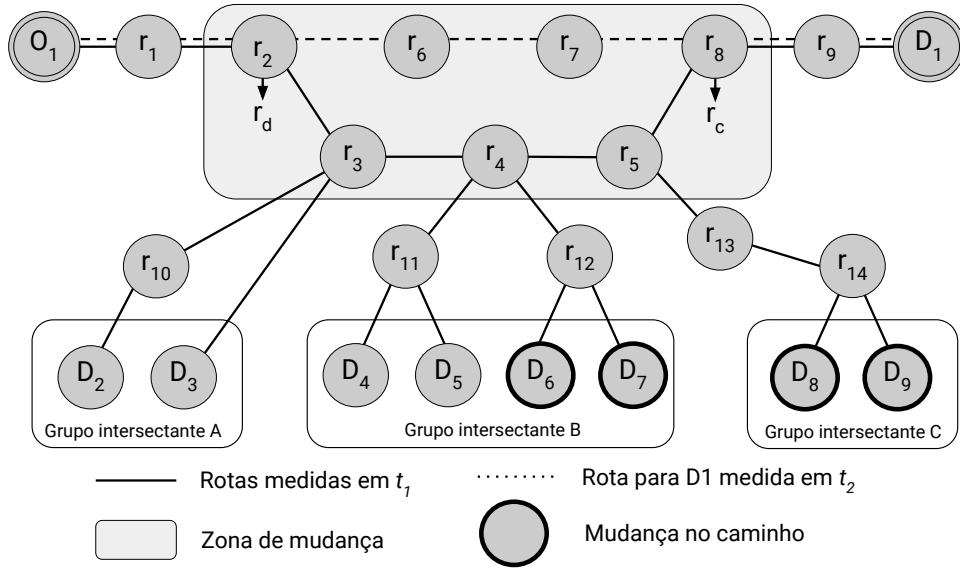 O1 r1 r2 r6 r7 r8 r9 D1
rd rc
r3 r4 r5
r10 r11 r12 r13 r14
D2 D3 D4 D5 D6 D7 D8 D9
Grupo intersectante A
Grupo intersectante B
Grupo intersectante C
Rotas medidas em t1
Rota para D1 medida em t2
Zona de mudança
Mudança no caminho